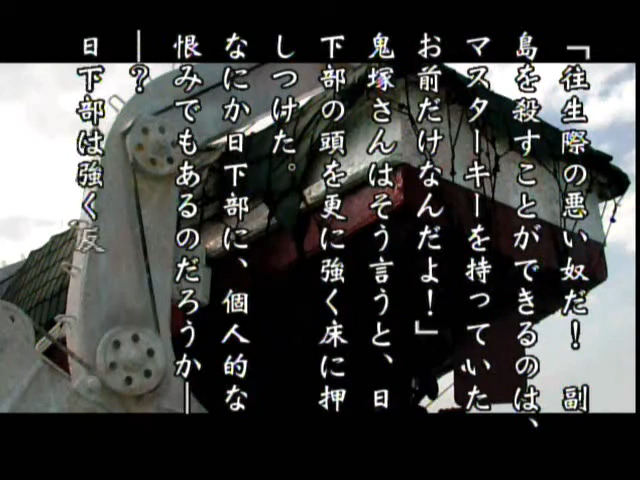 「往生際の悪い奴だ！　副
島を殺すことができるのは、
マスターキーを持っていた
お前だけなんだよ！」
鬼塚さんはそう言うと、日
下部の頭を更に強く床に押
しつけた。
なにか日下部に、個人的な
恨みでもあるのだろうか―
―？
日下部は強く反